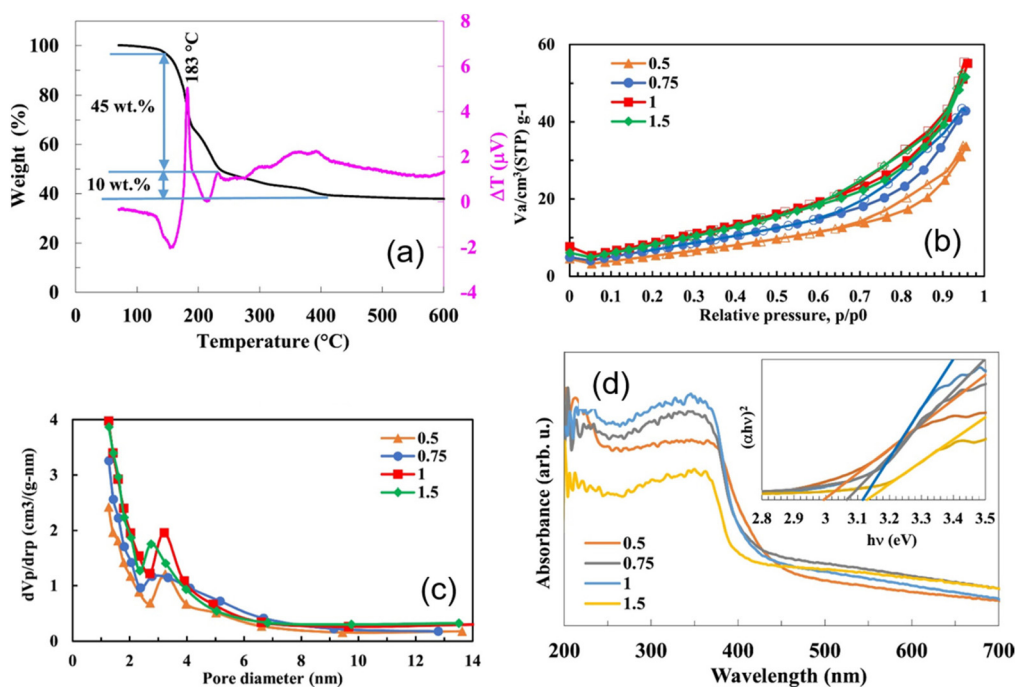 100
80
60
40
20
0
Weight (%)
0 100 200 300 400 500 600
Temperature (°C)
8
6
4
2
0
-2
-4
ΔT (µV)
183 °C
45 wt.%
10 wt.%
(a)
60
40
20
0
Va/cm³(STP) g-1
0 0.1 0.2 0.3 0.4 0.5 0.6 0.7 0.8 0.9 1
Relative pressure, p/p0
0.5
0.75
1
1.5
(b)
4
3
2
1
0
dVp/drp (cm3/(g-nm)
0 2 4 6 8 10 12 14
Pore diameter (nm)
0.5
0.75
1
1.5
(c)
(d)
Absorbance (arb. u.)
200 300 400 500 600 700
Wavelength (nm)
0.5
0.75
1
1.5
(αhν)²
2.8 2.9 3 3.1 3.2 3.3 3.4 3.5
hν (eV)